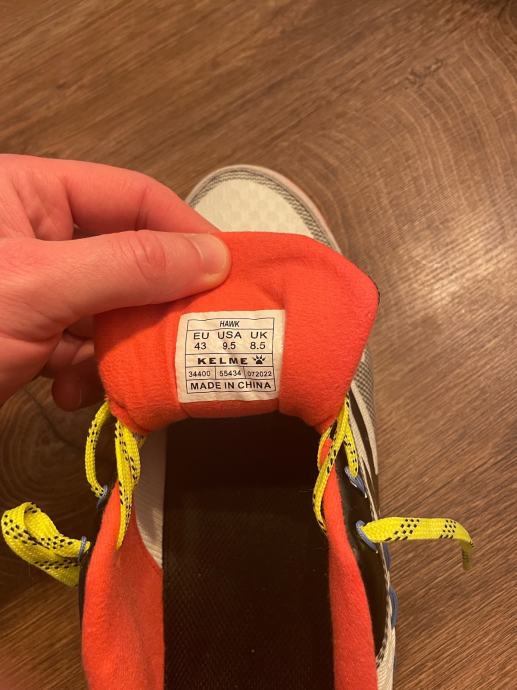 HAWK
EU USA UK
43 9.5 8.5
KELME
34400 55434 072022
MADE IN CHINA